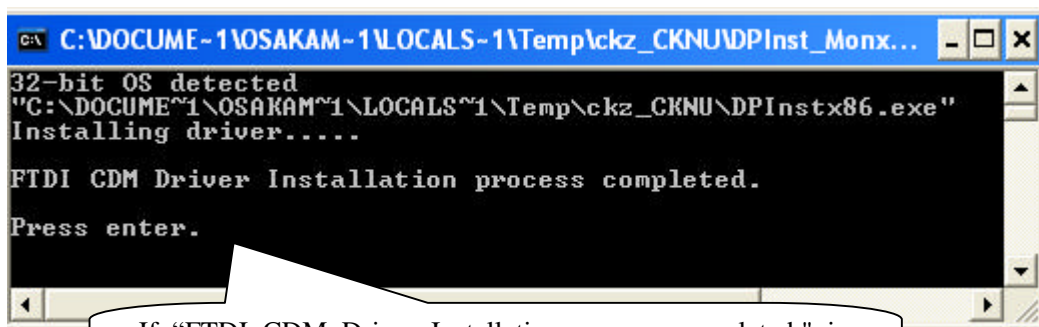 C:\DOCUME~1\OSAKAM~1\LOCALS~1\Temp\ckz_CKNU\DPInst_Monx...
32-bit OS detected
"C:\DOCUME~1\OSAKAM~1\LOCALS~1\Temp\ckz_CKNU\DPInstx86.exe"
Installing driver.....
FTDI CDM Driver Installation process completed.
Press enter.
If "FTDI CDM Driver Installation process completed." is